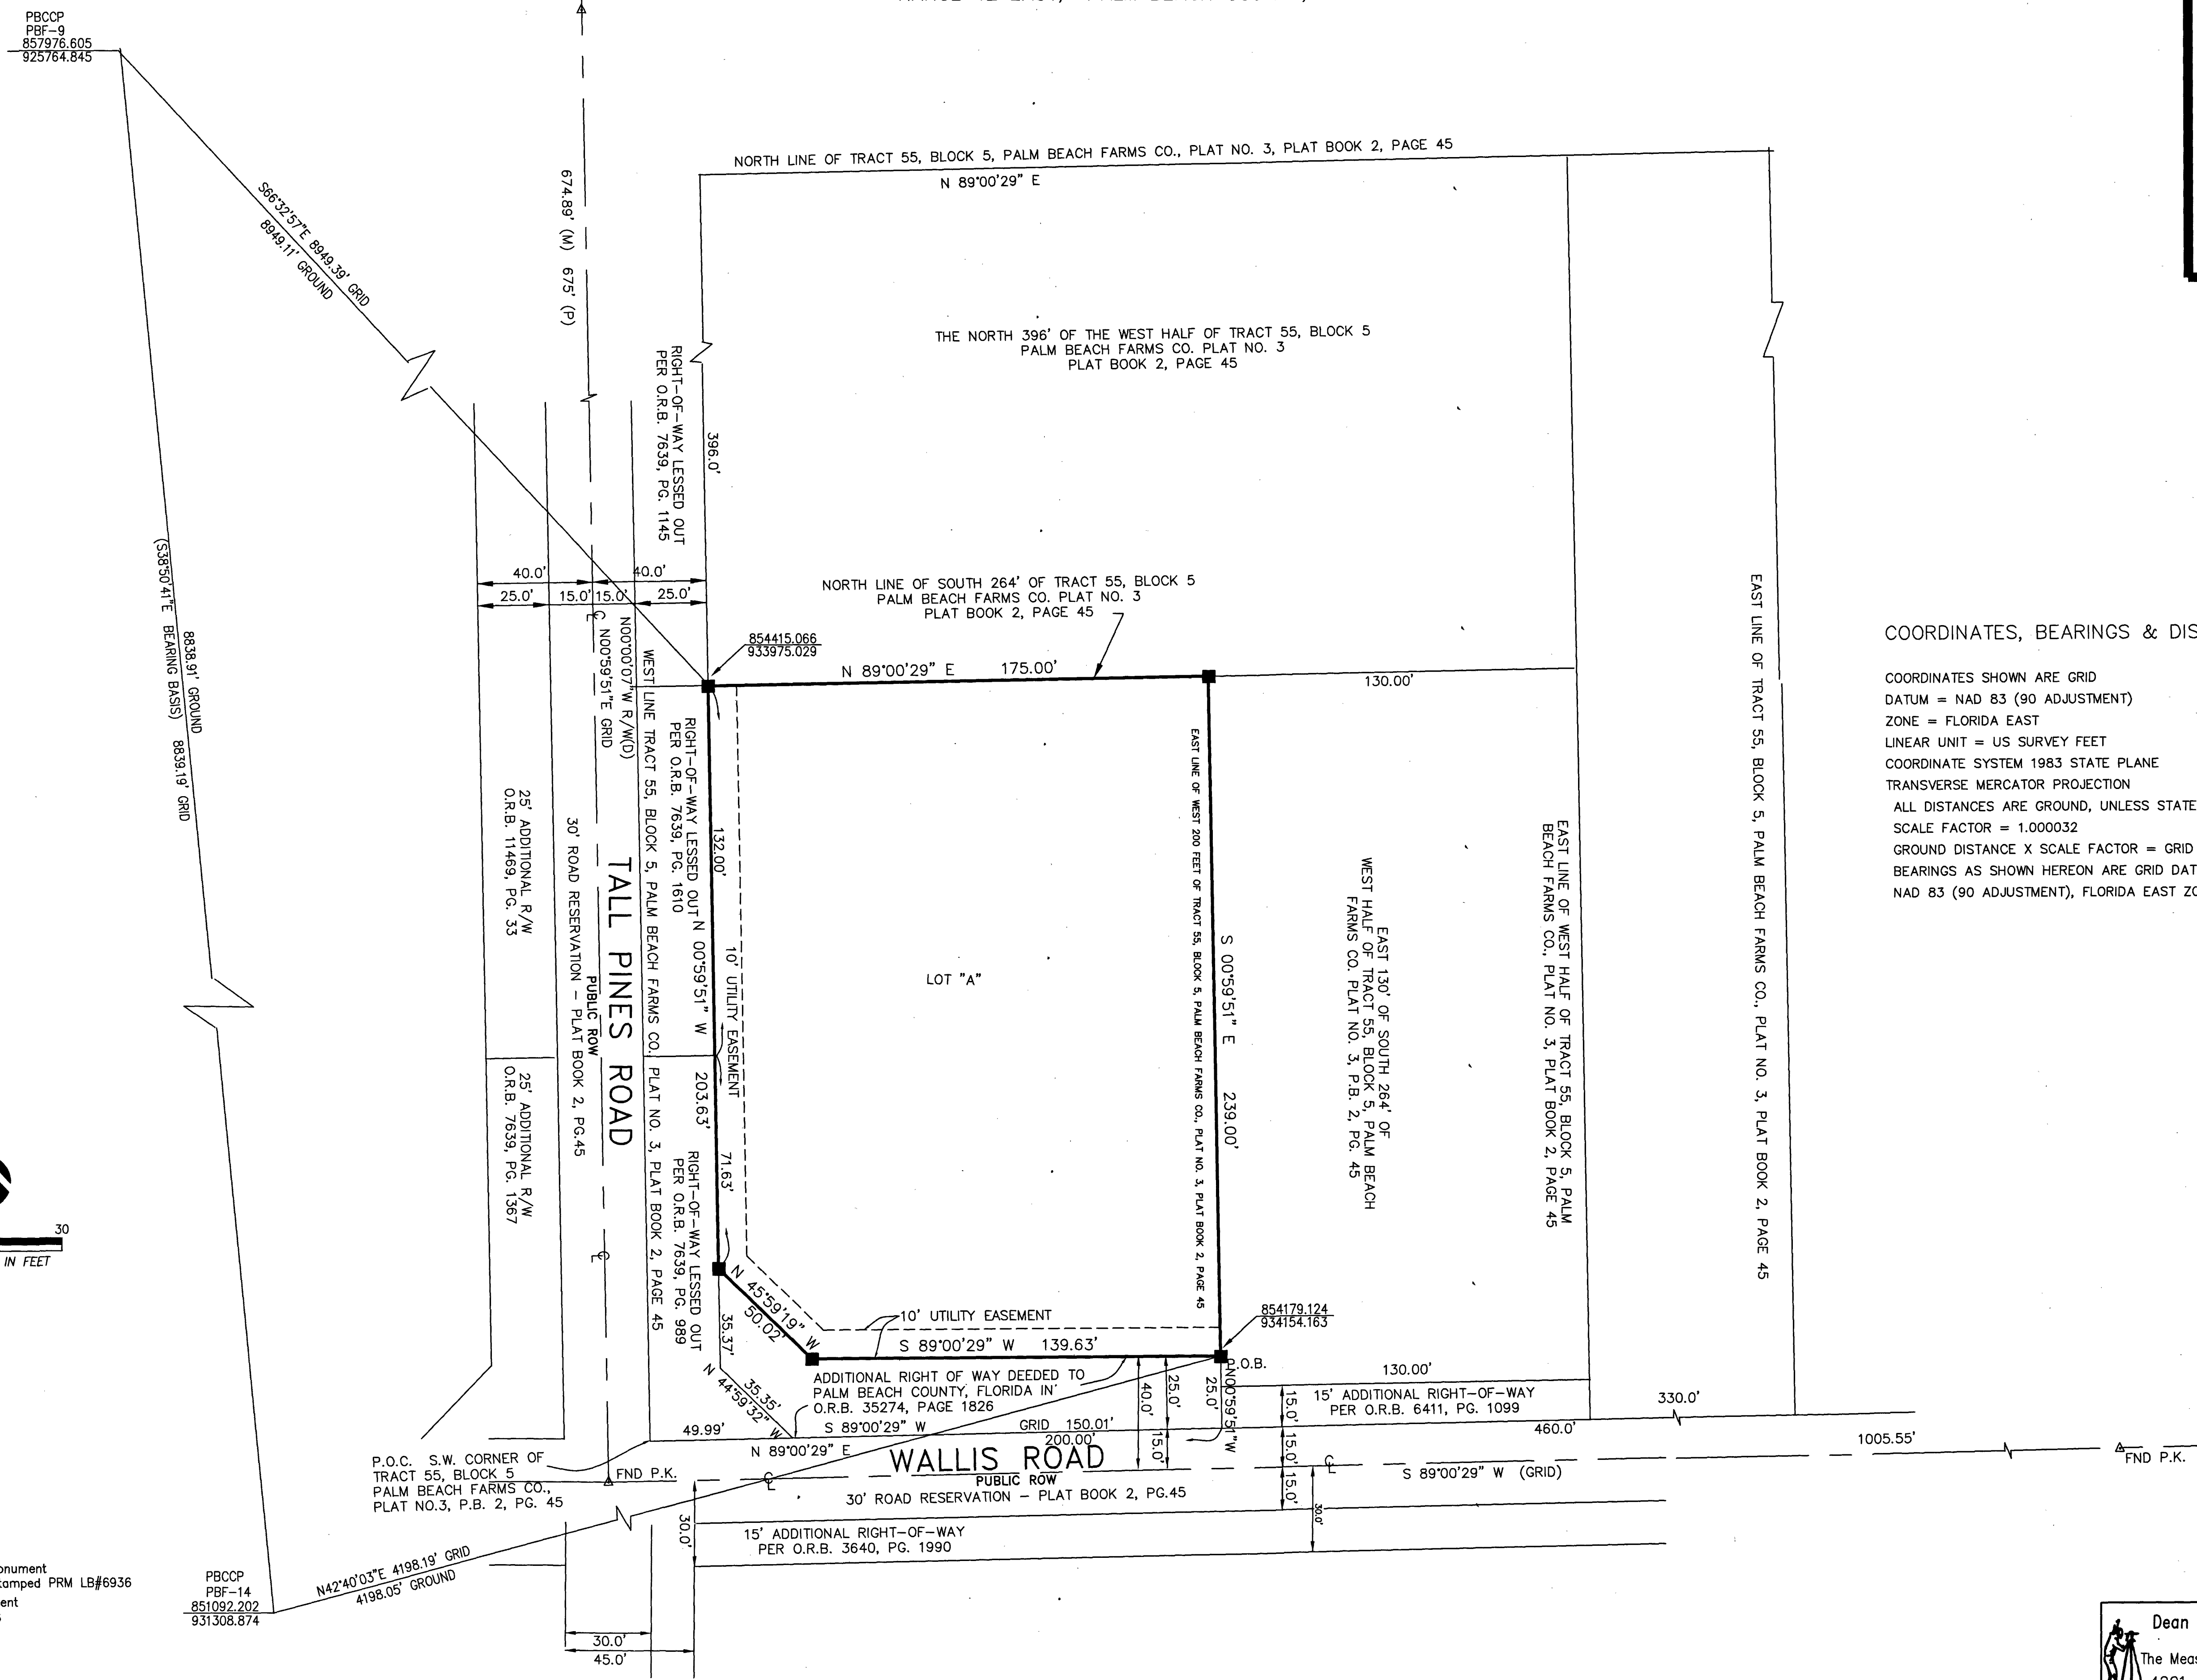 PBCCP
PBF-9
857976.605
925764.845
S66°32'57"E 8949.39' GRID
8949.11' GROUND
(S38°50'41"E BEARING BASIS) 8839.19' GRID
8838.91' GROUND
674.89' (M) 675' (P)
NORTH LINE OF TRACT 55, BLOCK 5, PALM BEACH FARMS CO., PLAT NO. 3, PLAT BOOK 2, PAGE 45
N 89°00'29" E
THE NORTH 396' OF THE WEST HALF OF TRACT 55, BLOCK 5
PALM BEACH FARMS CO. PLAT NO. 3
PLAT BOOK 2, PAGE 45
RIGHT-OF-WAY LESSED OUT
PER O.R.B. 7639, PG. 1145
396.0'
40.0'
40.0'
25.0'
15.0'
15.0'
25.0'
NORTH LINE OF SOUTH 264' OF TRACT 55, BLOCK 5
PALM BEACH FARMS CO. PLAT NO. 3
PLAT BOOK 2, PAGE 45
854415.066
933975.029
N 89°00'29" E 175.00'
130.00'
N00°00'07"W R/W(D)
N00°59'51"E GRID
WEST LINE TRACT 55, BLOCK 5, PALM BEACH FARMS CO. PLAT NO. 3, PLAT BOOK 2, PAGE 45
RIGHT-OF-WAY LESSED OUT
PER O.R.B. 7639, PG. 1610
132.00'
N 00°59'51" W
203.63'
71.63'
10' UTILITY EASEMENT
RIGHT-OF-WAY LESSED OUT
PER O.R.B. 7639, PG. 989
25' ADDITIONAL R/W
O.R.B. 11469, PG. 33
25' ADDITIONAL R/W
O.R.B. 7639, PG. 1367
30' ROAD RESERVATION - PLAT BOOK 2, PG.45
PUBLIC ROW
TALL PINES ROAD
LOT "A"
EAST LINE OF WEST 200 FEET OF TRACT 55, BLOCK 5, PALM BEACH FARMS CO., PLAT NO. 3, PLAT BOOK 2, PAGE 45
S 00°59'51" E 239.00'
EAST 130' OF SOUTH 264' OF
WEST HALF OF TRACT 55, BLOCK 5, PALM BEACH
FARMS CO. PLAT NO. 3, P.B. 2, PG. 45
EAST LINE OF WEST HALF OF TRACT 55, BLOCK 5, PALM
BEACH FARMS CO., PLAT NO. 3, PLAT BOOK 2, PAGE 45
EAST LINE OF TRACT 55, BLOCK 5, PALM BEACH FARMS CO., PLAT NO. 3, PLAT BOOK 2, PAGE 45
COORDINATES, BEARINGS & DIS
COORDINATES SHOWN ARE GRID
DATUM = NAD 83 (90 ADJUSTMENT)
ZONE = FLORIDA EAST
LINEAR UNIT = US SURVEY FEET
COORDINATE SYSTEM 1983 STATE PLANE
TRANSVERSE MERCATOR PROJECTION
ALL DISTANCES ARE GROUND, UNLESS STATE
SCALE FACTOR = 1.000032
GROUND DISTANCE X SCALE FACTOR = GRID
BEARINGS AS SHOWN HEREON ARE GRID DAT
NAD 83 (90 ADJUSTMENT), FLORIDA EAST ZO
30
IN FEET
N 45°59'19" W
50.02'
35.37'
35.35'
N 44°59'32" W
10' UTILITY EASEMENT
S 89°00'29" W 139.63'
854179.124
934154.163
P.O.B.
N00°59'51"W
25.0'
25.0'
40.0'
15.0'
ADDITIONAL RIGHT OF WAY DEEDED TO
PALM BEACH COUNTY, FLORIDA IN
O.R.B. 35274, PAGE 1826
130.00'
15.0'
15' ADDITIONAL RIGHT-OF-WAY
PER O.R.B. 6411, PG. 1099
330.0'
49.99'
S 89°00'29" W GRID 150.01'
N 89°00'29" E 200.00'
460.0'
1005.55'
P.O.C. S.W. CORNER OF
TRACT 55, BLOCK 5
PALM BEACH FARMS CO.,
PLAT NO.3, P.B. 2, PG. 45
FND P.K.
WALLIS ROAD
PUBLIC ROW
15.0'
15.0'
S 89°00'29" W (GRID)
FND P.K.
30' ROAD RESERVATION - PLAT BOOK 2, PG.45
30.0'
30.0'
15' ADDITIONAL RIGHT-OF-WAY
PER O.R.B. 3640, PG. 1990
N42°40'03"E 4198.19' GRID
4198.05' GROUND
PBCCP
PBF-14
851092.202
931308.874
onument
tamped PRM LB#6936
ent
30.0'
45.0'
Dean
The Meas